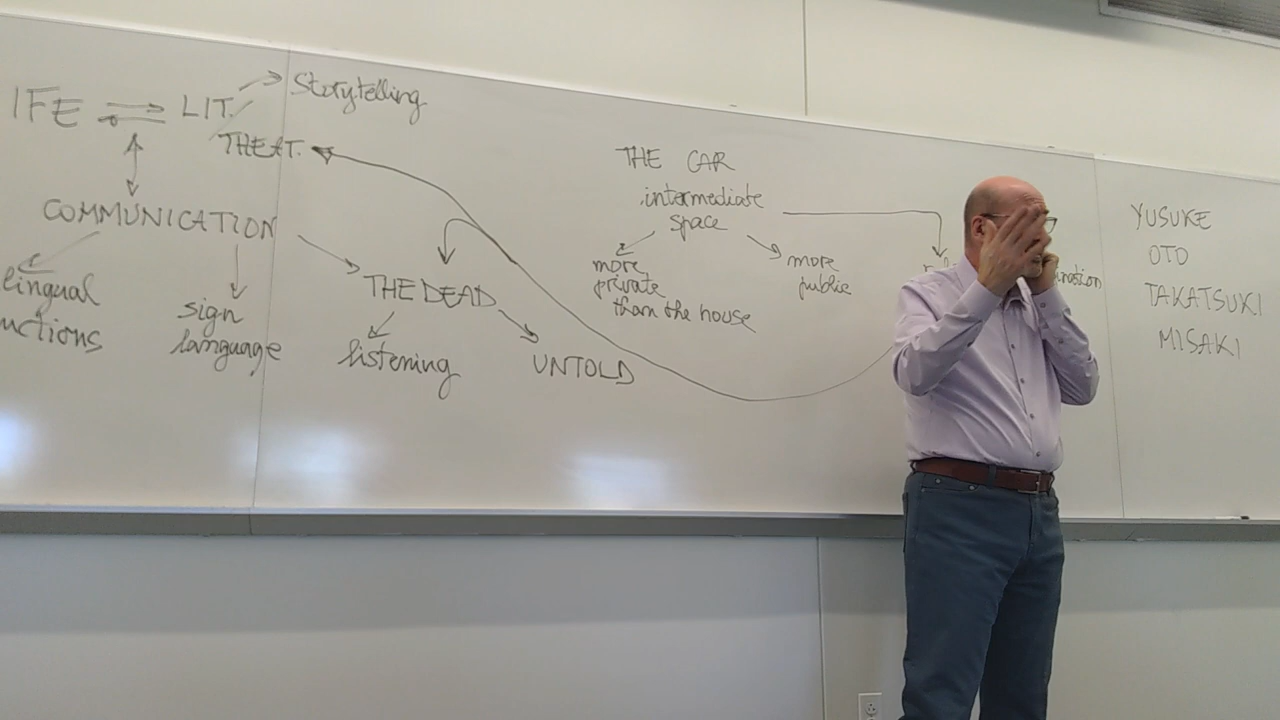 IFE LIT.
Storytelling
THEAT.
COMMUNICATION
lingual
uctions
sign
language
THE DEAD
listening
UNTOLD
THE CAR
intermediate
space
more
private
than the house
more
public
YUSUKE
OTO
TAKATSUKI
MISAKI